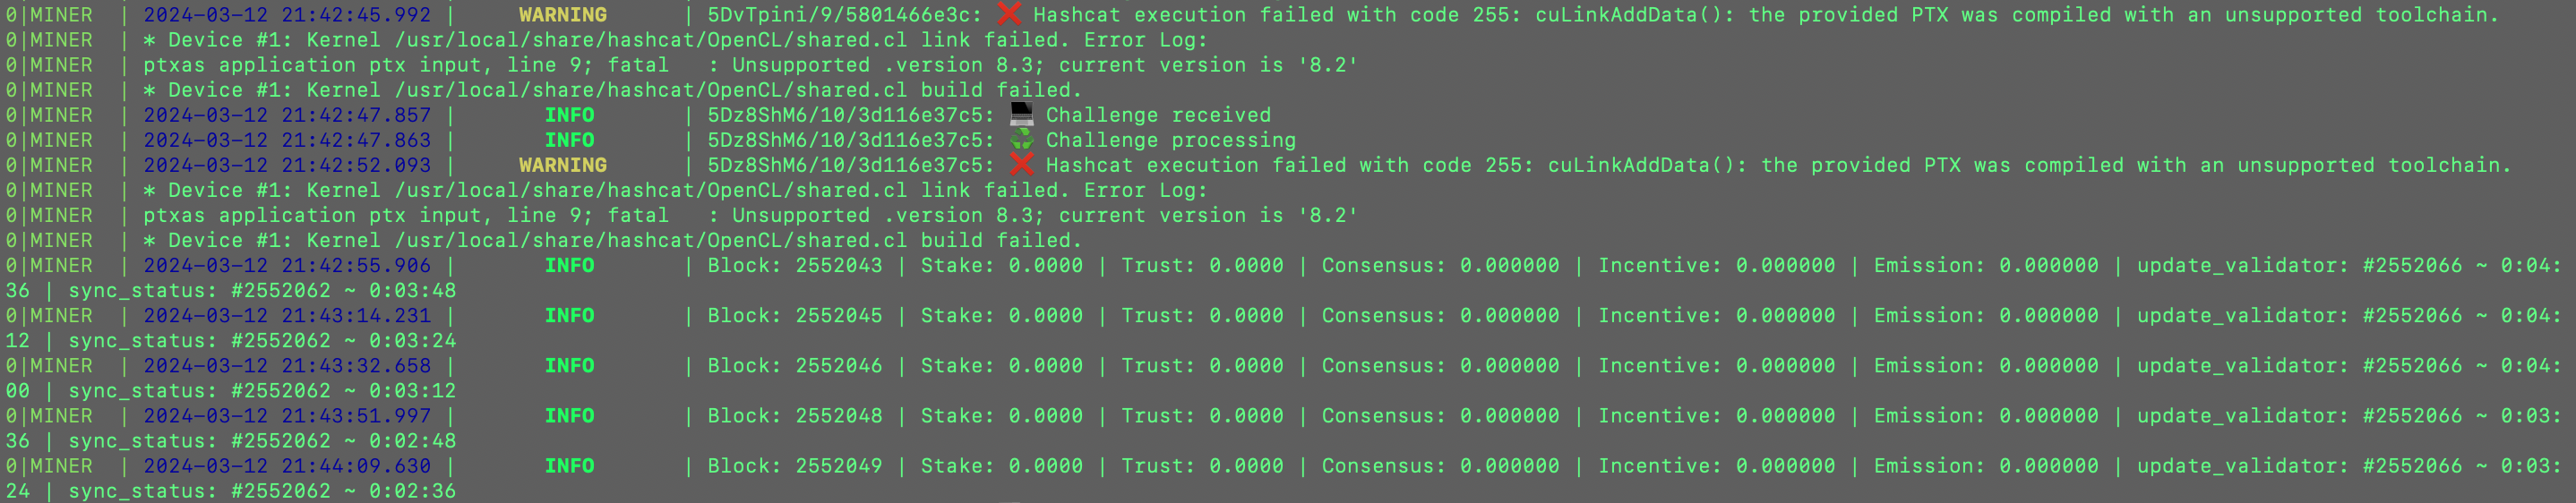 0|MINER  | 2024-03-12 21:42:45.992 |     WARNING      | 5DvTpini/9/5801466e3c: ❌ Hashcat execution failed with code 255: cuLinkAddData(): the provided PTX was compiled with an unsupported toolchain.
0|MINER  | * Device #1: Kernel /usr/local/share/hashcat/OpenCL/shared.cl link failed. Error Log:
0|MINER  | ptxas application ptx input, line 9; fatal   : Unsupported .version 8.3; current version is '8.2'
0|MINER  | * Device #1: Kernel /usr/local/share/hashcat/OpenCL/shared.cl build failed.
0|MINER  | 2024-03-12 21:42:47.857 |       INFO       | 5Dz8ShM6/10/3d116e37c5: 💻 Challenge received
0|MINER  | 2024-03-12 21:42:47.863 |       INFO       | 5Dz8ShM6/10/3d116e37c5: ♻️ Challenge processing
0|MINER  | 2024-03-12 21:42:52.093 |     WARNING      | 5Dz8ShM6/10/3d116e37c5: ❌ Hashcat execution failed with code 255: cuLinkAddData(): the provided PTX was compiled with an unsupported toolchain.
0|MINER  | * Device #1: Kernel /usr/local/share/hashcat/OpenCL/shared.cl link failed. Error Log:
0|MINER  | ptxas application ptx input, line 9; fatal   : Unsupported .version 8.3; current version is '8.2'
0|MINER  | * Device #1: Kernel /usr/local/share/hashcat/OpenCL/shared.cl build failed.
0|MINER  | 2024-03-12 21:42:55.906 |       INFO       | Block: 2552043 | Stake: 0.0000 | Trust: 0.0000 | Consensus: 0.000000 | Incentive: 0.000000 | Emission: 0.000000 | update_validator: #2552066 ~ 0:04:
36 | sync_status: #2552062 ~ 0:03:48
0|MINER  | 2024-03-12 21:43:14.231 |       INFO       | Block: 2552045 | Stake: 0.0000 | Trust: 0.0000 | Consensus: 0.000000 | Incentive: 0.000000 | Emission: 0.000000 | update_validator: #2552066 ~ 0:04:
12 | sync_status: #2552062 ~ 0:03:24
0|MINER  | 2024-03-12 21:43:32.658 |       INFO       | Block: 2552046 | Stake: 0.0000 | Trust: 0.0000 | Consensus: 0.000000 | Incentive: 0.000000 | Emission: 0.000000 | update_validator: #2552066 ~ 0:04:
00 | sync_status: #2552062 ~ 0:03:12
0|MINER  | 2024-03-12 21:43:51.997 |       INFO       | Block: 2552048 | Stake: 0.0000 | Trust: 0.0000 | Consensus: 0.000000 | Incentive: 0.000000 | Emission: 0.000000 | update_validator: #2552066 ~ 0:03:
36 | sync_status: #2552062 ~ 0:02:48
0|MINER  | 2024-03-12 21:44:09.630 |       INFO       | Block: 2552049 | Stake: 0.0000 | Trust: 0.0000 | Consensus: 0.000000 | Incentive: 0.000000 | Emission: 0.000000 | update_validator: #2552066 ~ 0:03:
24 | sync_status: #2552062 ~ 0:02:36